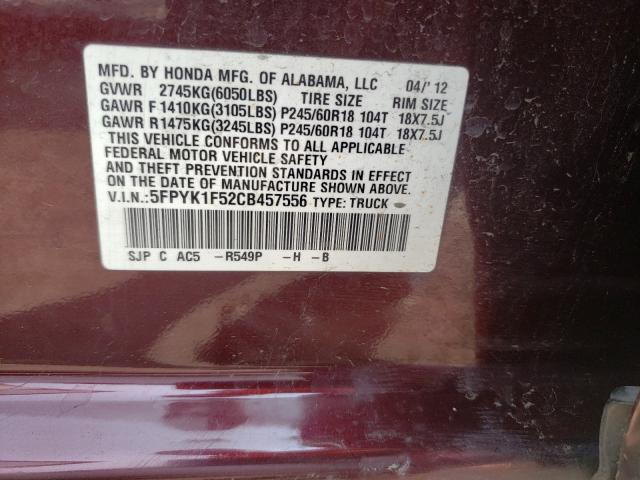 MFD. BY HONDA MFG. OF ALABAMA, LLC 04/'12
GVWR 2745KG(6050LBS) TIRE SIZE RIM SIZE
GAWR F 1410KG(3105LBS) P245/60R18 104T 18X7.5J
GAWR R1475KG(3245LBS) P245/60R18 104T 18X7.5J
THIS VEHICLE CONFORMS TO ALL APPLICABLE
FEDERAL MOTOR VEHICLE SAFETY
AND THEFT PREVENTION STANDARDS IN EFFECT
ON THE DATE OF MANUFACTURE SHOWN ABOVE.
V.I.N.:5FPYK1F52CB457556 TYPE: TRUCK
SJP C AC5 -R549P -H -B